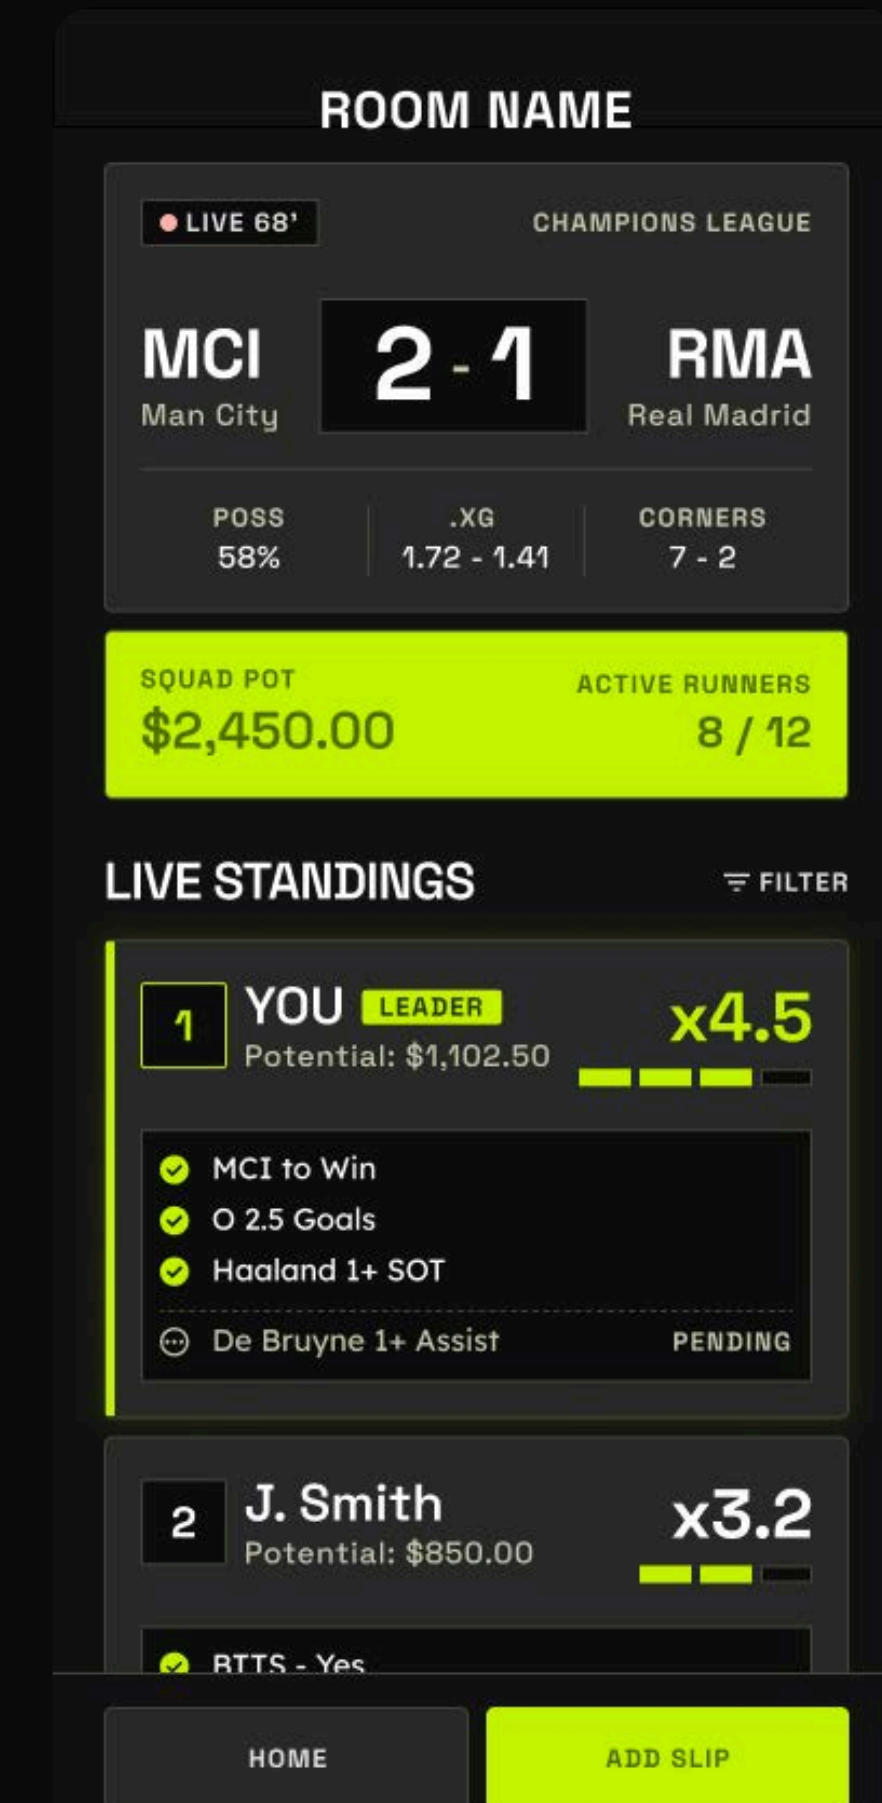 ROOM NAME
LIVE 68'
CHAMPIONS LEAGUE
MCI
2 - 1
RMA
Man City
Real Madrid
POSS
.XG
CORNERS
58%
1.72 - 1.41
7 - 2
SQUAD POT
ACTIVE RUNNERS
$2,450.00
8 / 12
LIVE STANDINGS
FILTER
1
YOU
LEADER
x4.5
Potential: $1,102.50
MCI to Win
O 2.5 Goals
Haaland 1+ SOT
De Bruyne 1+ Assist
PENDING
2
J. Smith
x3.2
Potential: $850.00
BTTS - Yes
HOME
ADD SLIP